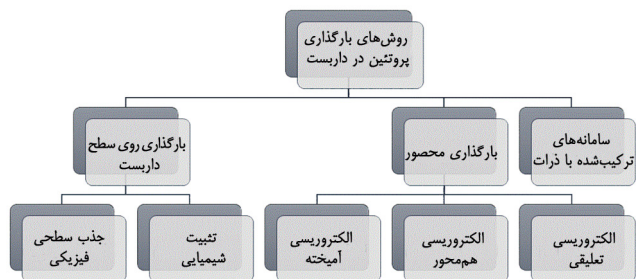 روش‌های بارگذاری
پروتئین در داربست
سامانه‌های
ترکیب‌شده با ذرات
بارگذاری محصور
بارگذاری روی سطح
داربست
الکتروریسی
تعلیقی
الکتروریسی
هم‌محور
الکتروریسی
آمیخته
تثبیت
شیمیایی
جذب سطحی
فیزیکی